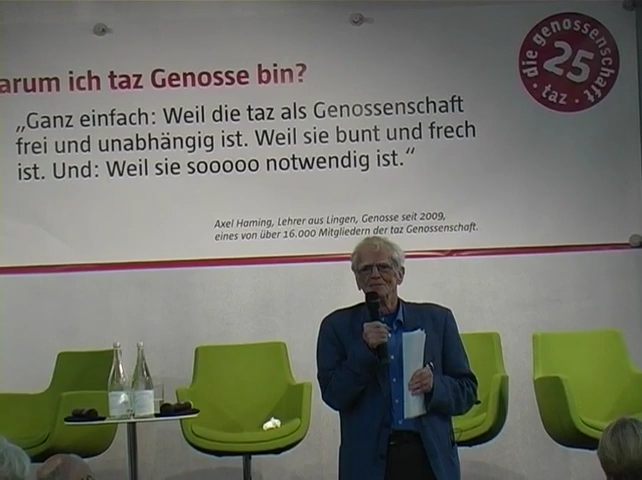 arum ich taz Genosse bin?
„Ganz einfach: Weil die taz als Genossenschaft
frei und unabhängig ist. Weil sie bunt und frech
ist. Und: Weil sie sooooo notwendig ist.“
Axel Haming, Lehrer aus Lingen, Genosse seit 2009,
eines von über 16.000 Mitgliedern der taz Genossenschaft.
die genossenschaft
25
· taz ·